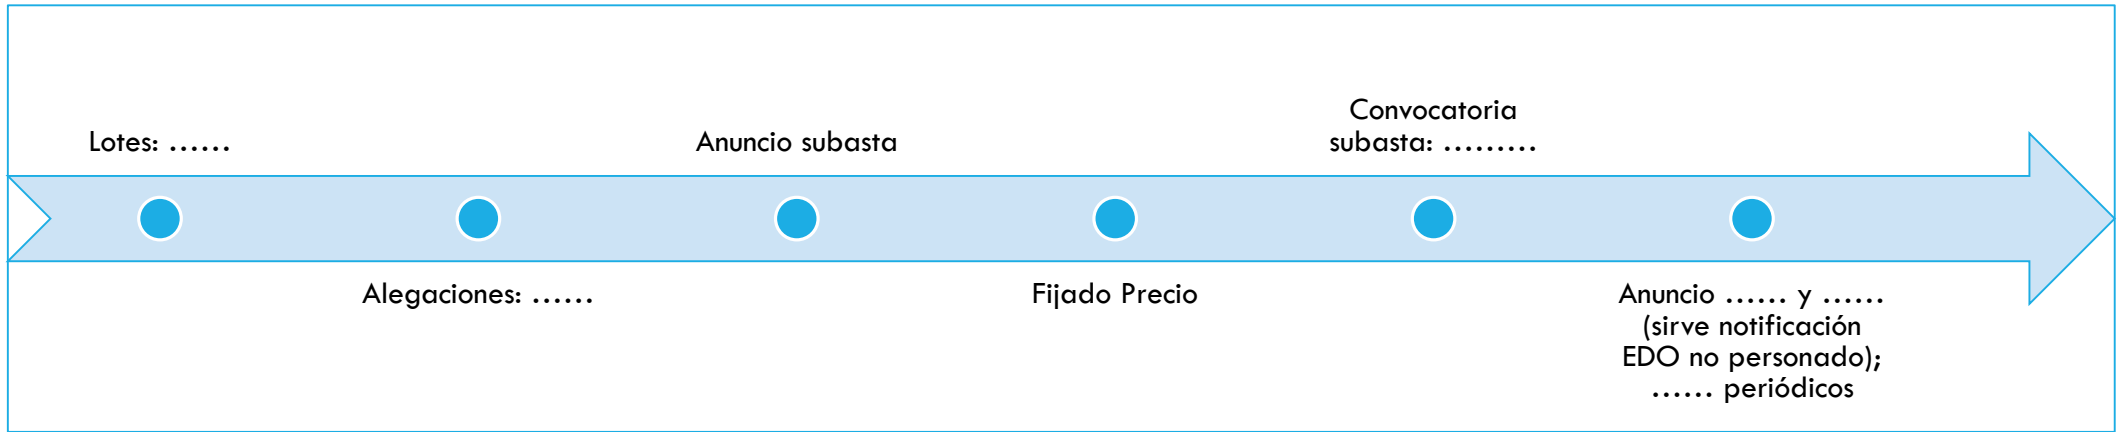 Lotes: ......
Alegaciones: ......
Anuncio subasta
Fijado Precio
Convocatoria
subasta: .........
Anuncio ...... y ......
(sirve notificación
EDO no personado);
...... periódicos